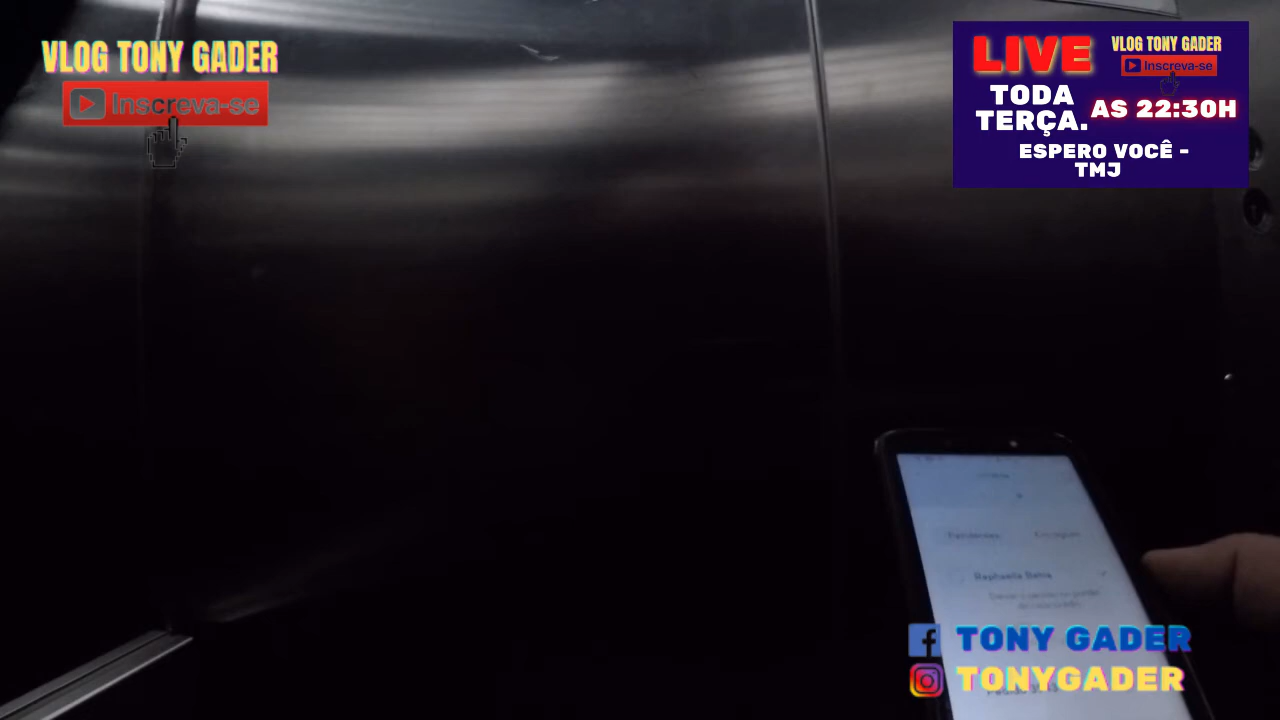 VLOG TONY GADER
Inscreva-se
LIVE
VLOG TONY GADER
Inscreva-se
TODA
TERÇA.
AS 22:30H
ESPERO VOCÊ -
TMJ
Raphaella
TONY GADER
TONYGADER